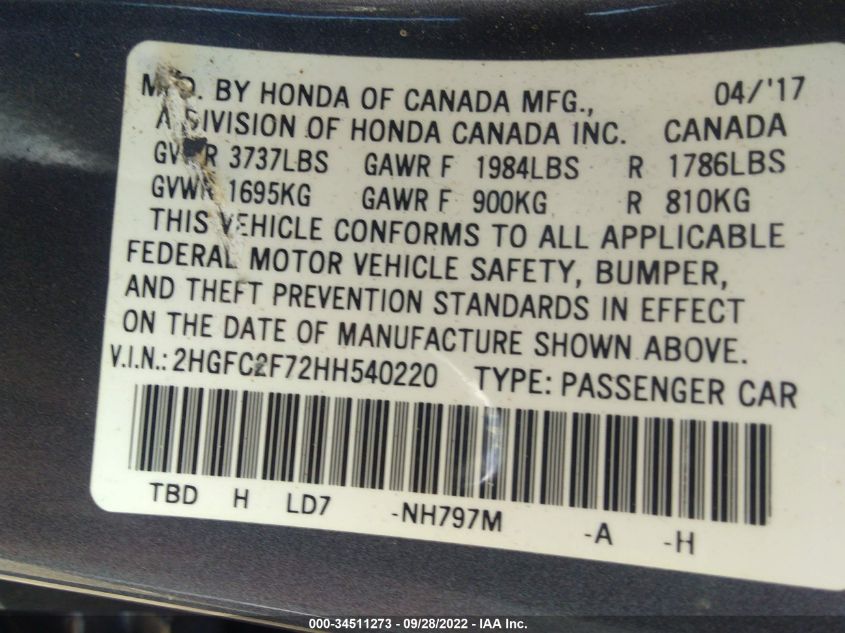 MFD. BY HONDA OF CANADA MFG., 04/'17
A DIVISION OF HONDA CANADA INC. CANADA
GVWR 3737LBS GAWR F 1984LBS R 1786LBS
GVWR 1695KG GAWR F 900KG R 810KG
THIS VEHICLE CONFORMS TO ALL APPLICABLE
FEDERAL MOTOR VEHICLE SAFETY, BUMPER,
AND THEFT PREVENTION STANDARDS IN EFFECT
ON THE DATE OF MANUFACTURE SHOWN ABOVE.
V.I.N.: 2HGFC2F72HH540220 TYPE: PASSENGER CAR
TBD H LD7 -NH797M -A -H
000-34511273 - 09/28/2022 - IAA Inc.